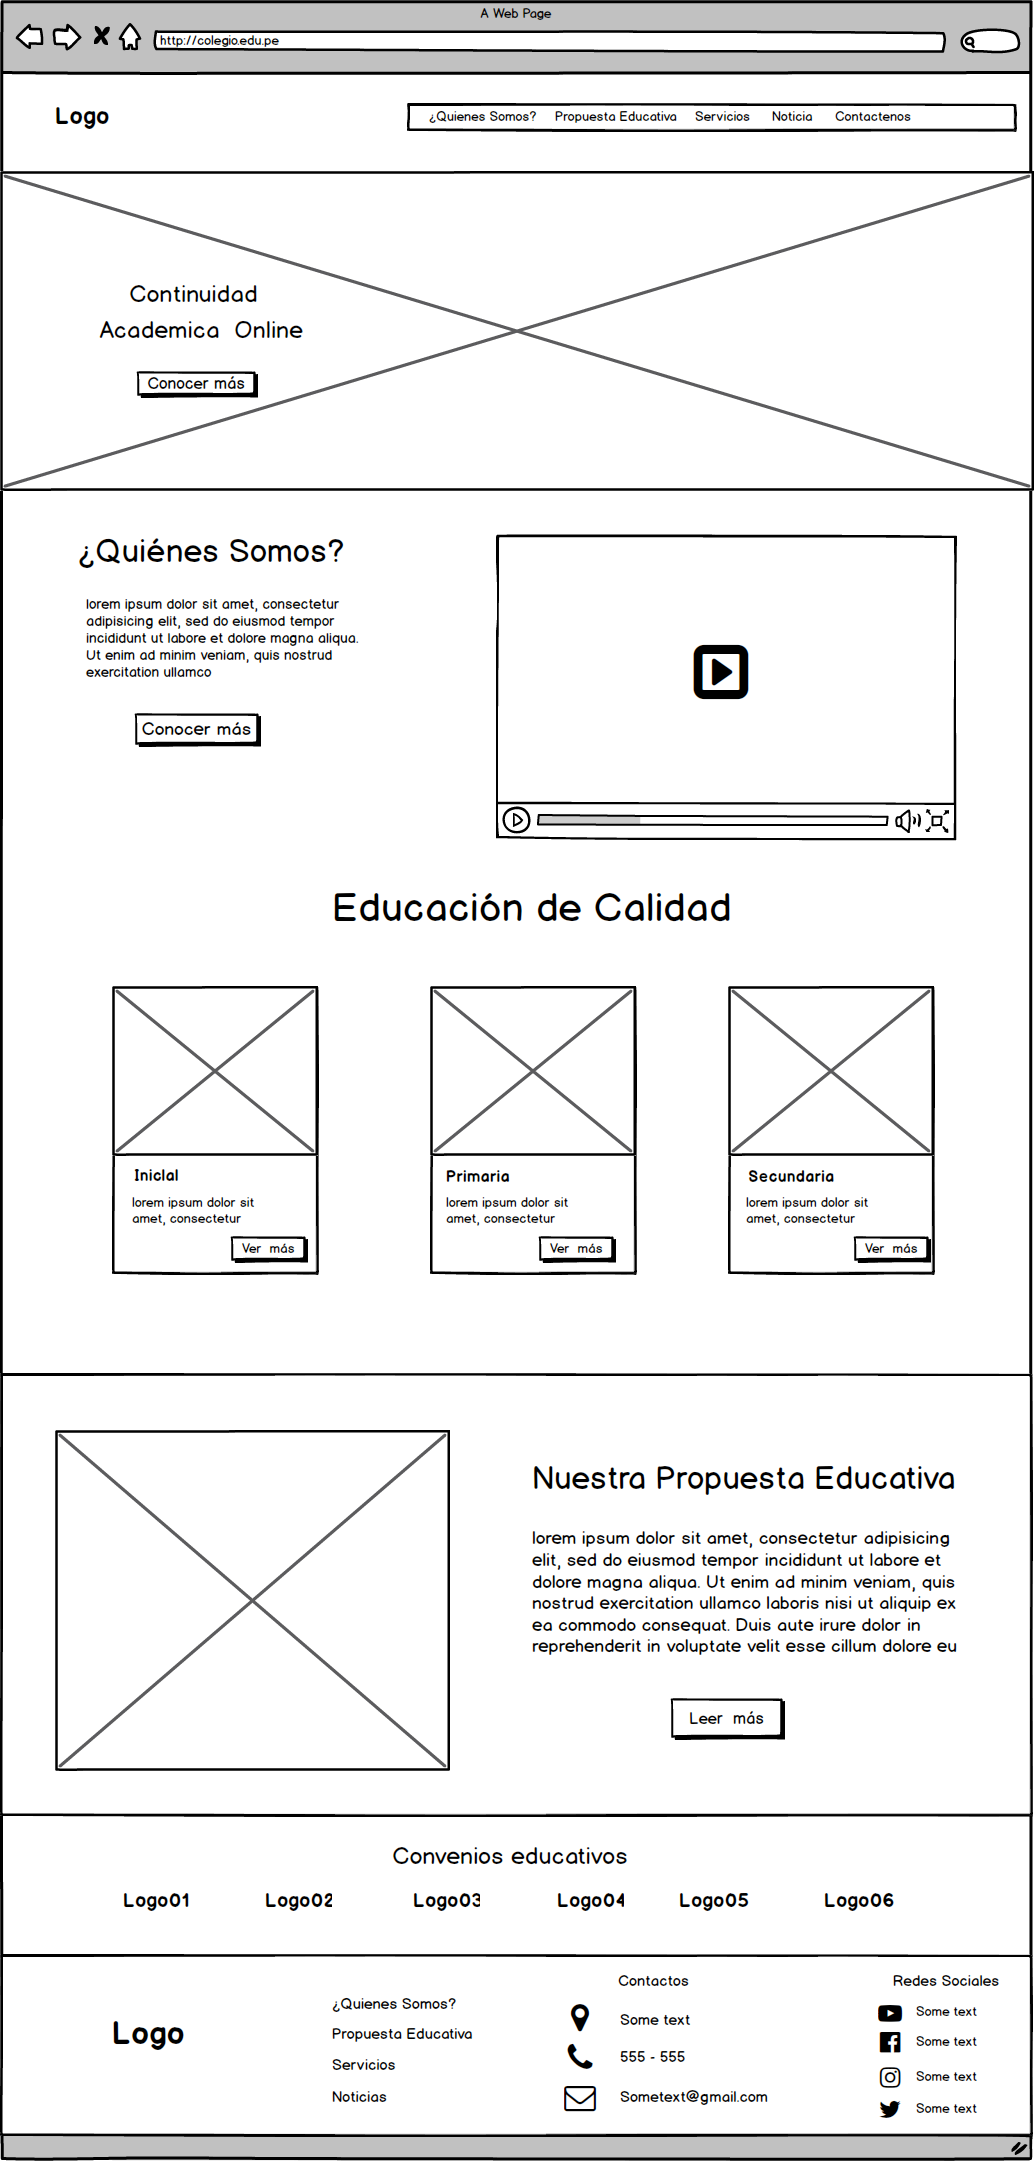 A Web Page
http://colegio.edu.pe
Logo
¿Quienes Somos? Propuesta Educativa Servicios Noticia Contactenos
Continuidad
Academica Online
Conocer más
¿Quiénes Somos?
lorem ipsum dolor sit amet, consectetur
adipisicing elit, sed do eiusmod tempor
incididunt ut labore et dolore magna aliqua.
Ut enim ad minim veniam, quis nostrud
exercitation ullamco
Conocer más
Educación de Calidad
Iniclal
lorem ipsum dolor sit
amet, consectetur
Ver más
Primaria
lorem ipsum dolor sit
amet, consectetur
Ver más
Secundaria
lorem ipsum dolor sit
amet, consectetur
Ver más
Nuestra Propuesta Educativa
lorem ipsum dolor sit amet, consectetur adipisicing
elit, sed do eiusmod tempor incididunt ut labore et
dolore magna aliqua. Ut enim ad minim veniam, quis
nostrud exercitation ullamco laboris nisi ut aliquip ex
ea commodo consequat. Duis aute irure dolor in
reprehenderit in voluptate velit esse cillum dolore eu
Leer más
Convenios educativos
Logo01 Logo02 Logo03 Logo04 Logo05 Logo06
Logo
¿Quienes Somos?
Propuesta Educativa
Servicios
Noticias
Contactos
Some text
555 - 555
Sometext@gmail.com
Redes Sociales
Some text
Some text
Some text
Some text